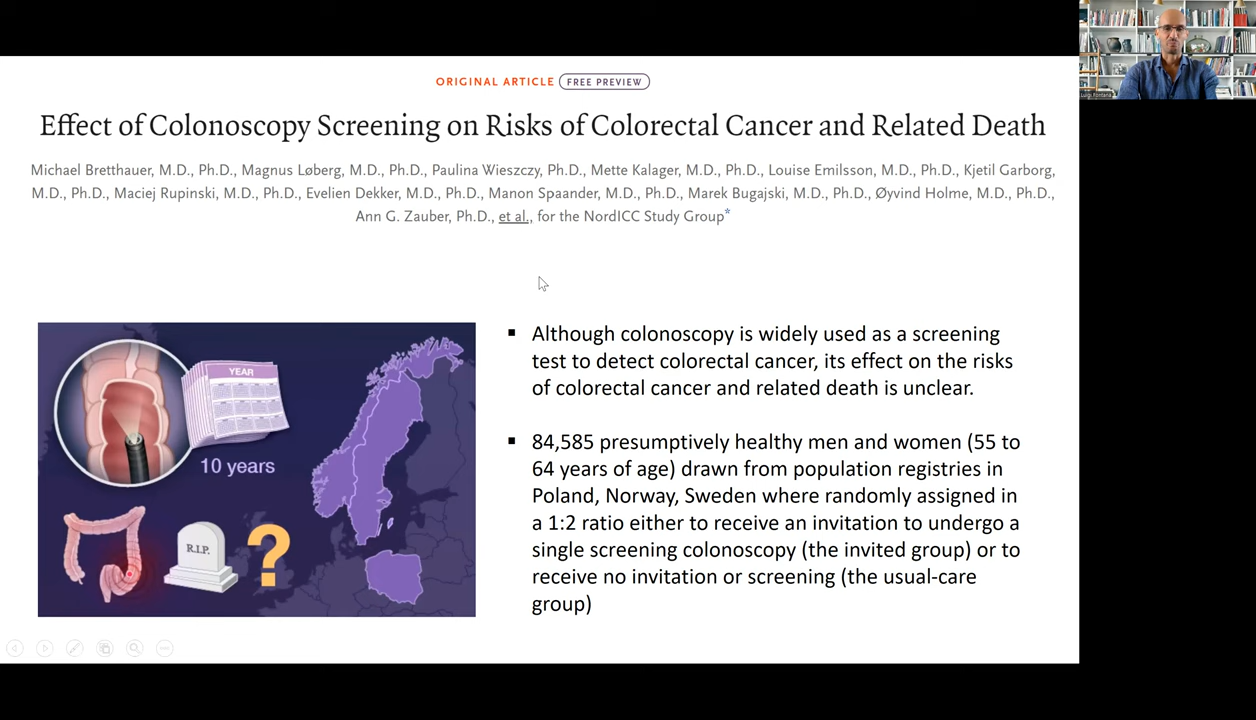 ORIGINAL ARTICLE FREE PREVIEW
Effect of Colonoscopy Screening on Risks of Colorectal Cancer and Related Death
Michael Bretthauer, M.D., Ph.D., Magnus Løberg, M.D., Ph.D., Paulina Wieszczy, Ph.D., Mette Kalager, M.D., Ph.D., Louise Emilsson, M.D., Ph.D., Kjetil Garborg,
M.D., Ph.D., Maciej Rupinski, M.D., Ph.D., Evelien Dekker, M.D., Ph.D., Manon Spaander, M.D., Ph.D., Marek Bugajski, M.D., Ph.D., Øyvind Holme, M.D., Ph.D.,
Ann G. Zauber, Ph.D., et al., for the NordICC Study Group*
Luigi Fontana
YEAR
10 years
R.I.P.
?
▪ Although colonoscopy is widely used as a screening
test to detect colorectal cancer, its effect on the risks
of colorectal cancer and related death is unclear.
▪ 84,585 presumptively healthy men and women (55 to
64 years of age) drawn from population registries in
Poland, Norway, Sweden where randomly assigned in
a 1:2 ratio either to receive an invitation to undergo a
single screening colonoscopy (the invited group) or to
receive no invitation or screening (the usual-care
group)